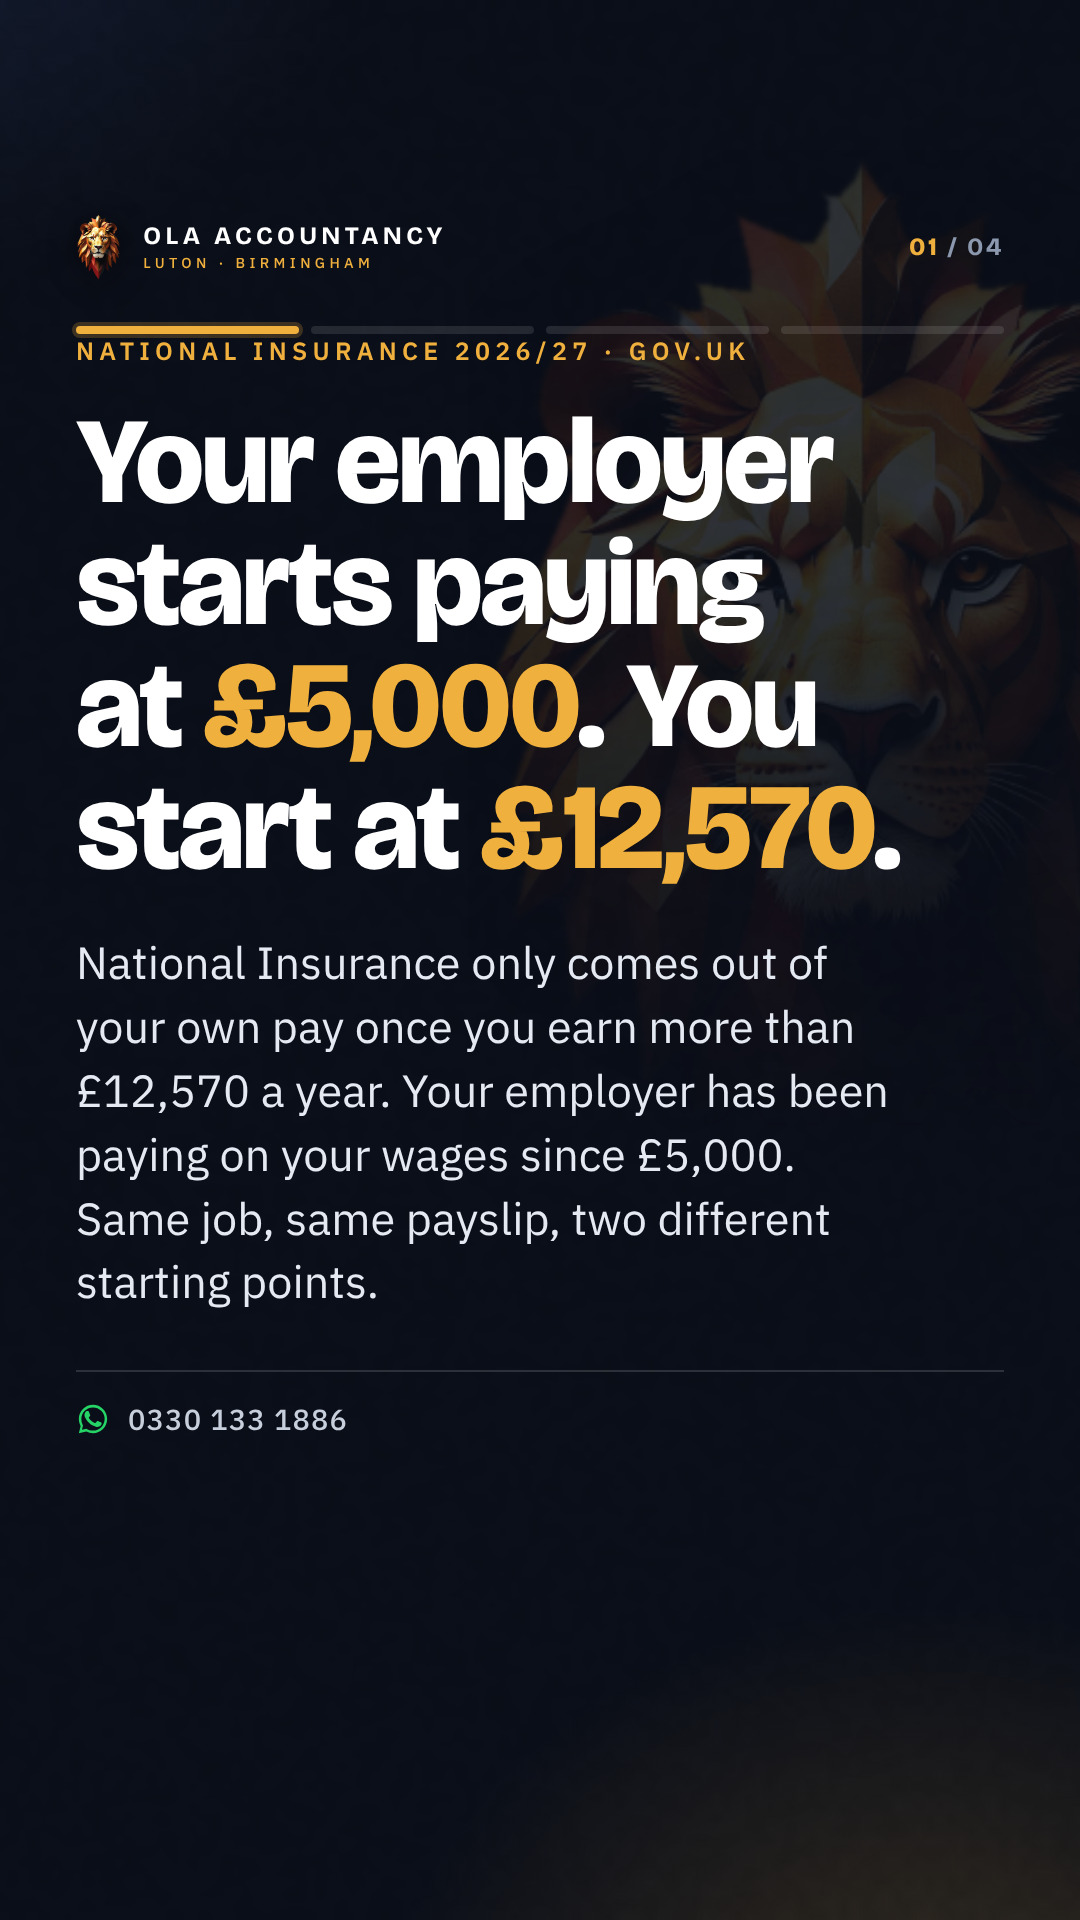 OLA ACCOUNTANCY
LUTON · BIRMINGHAM
01 / 04
NATIONAL INSURANCE 2026/27 · GOV.UK
Your employer
starts paying
at £5,000. You
start at £12,570.
National Insurance only comes out of
your own pay once you earn more than
£12,570 a year. Your employer has been
paying on your wages since £5,000.
Same job, same payslip, two different
starting points.
0330 133 1886